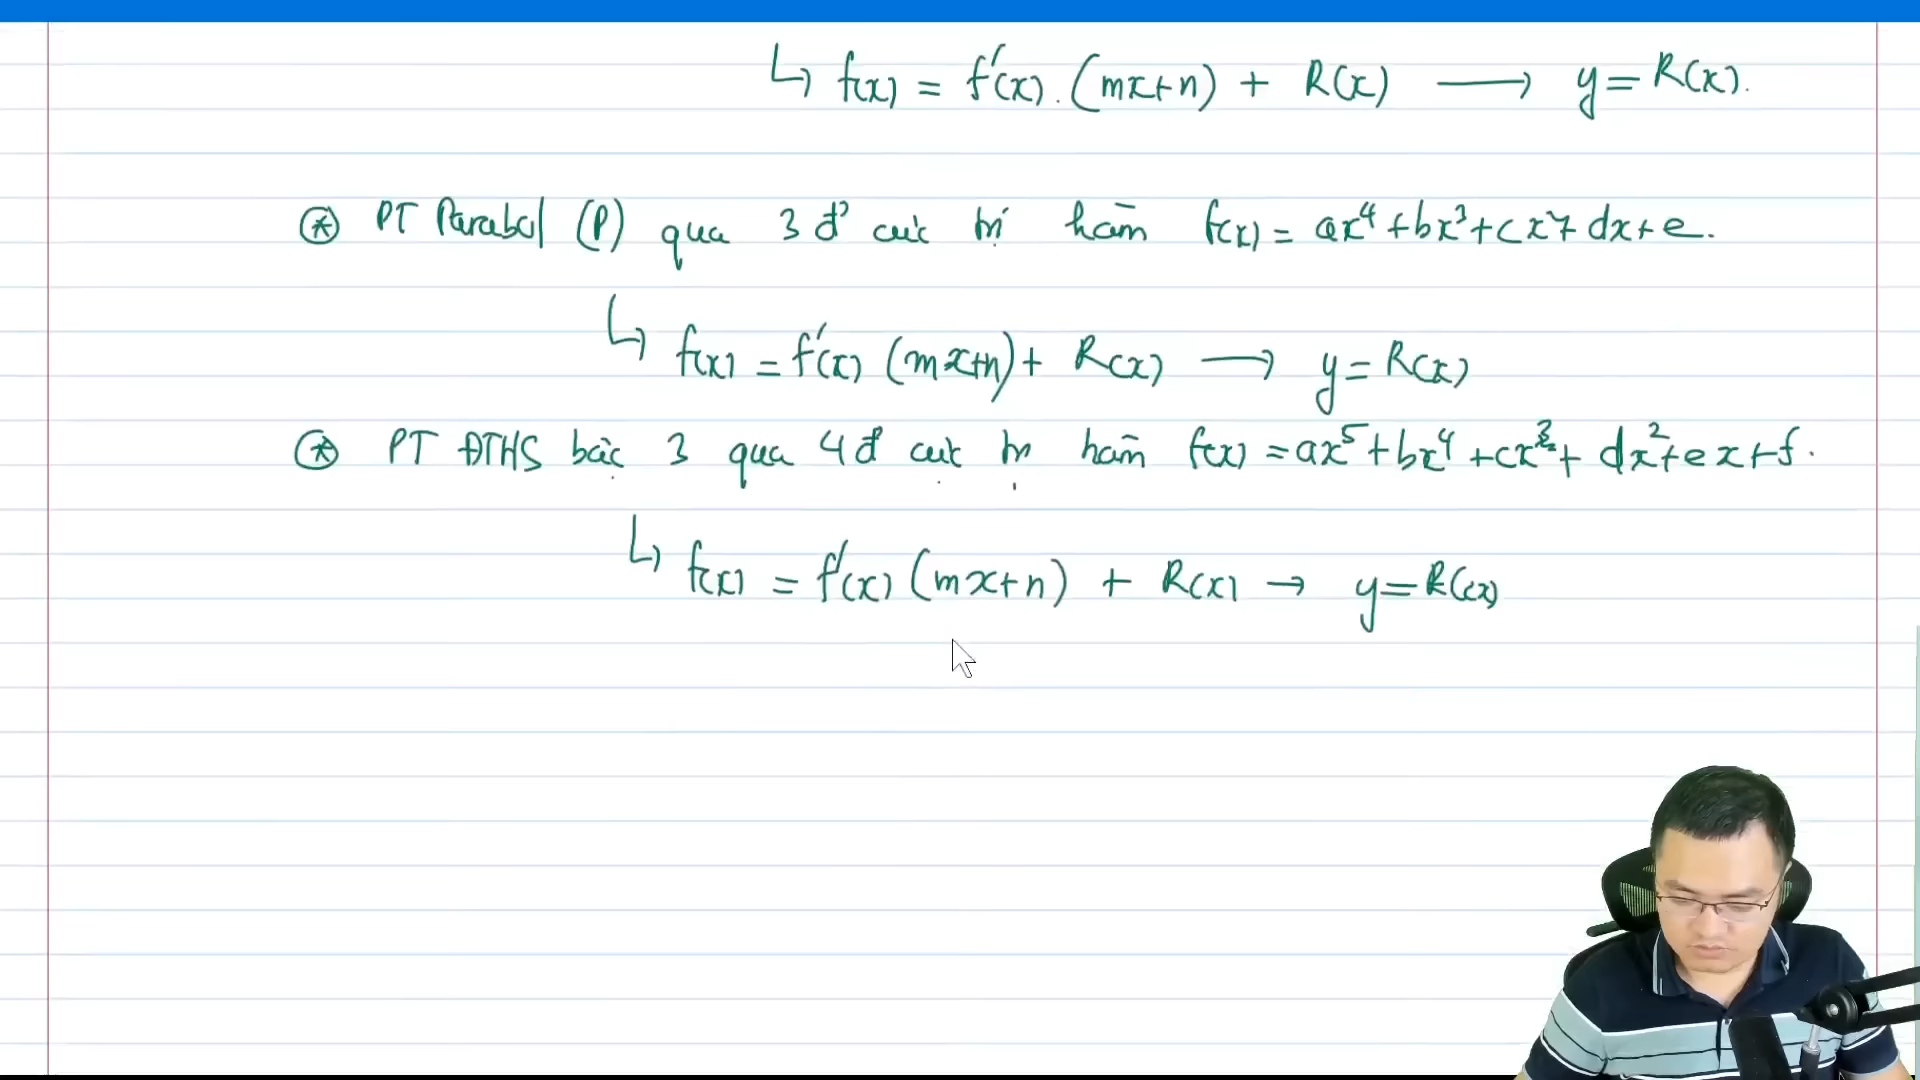 ↳ f(x) = f'(x).(mx+n) + R(x) ⟶ y = R(x).
⊛ PT Parabol (P) qua 3 đ' cực trị hàm f(x) = ax⁴+bx³+cx²+dx+e.
↳ f(x) = f'(x) (mx+n) + R(x) ⟶ y = R(x)
⊛ PT ĐTHS bậc 3 qua 4 đ' cực trị hàm f(x) = ax⁵+bx⁴+cx³+dx²+ex+f.
↳ f(x) = f'(x) (mx+n) + R(x) → y = R(x)